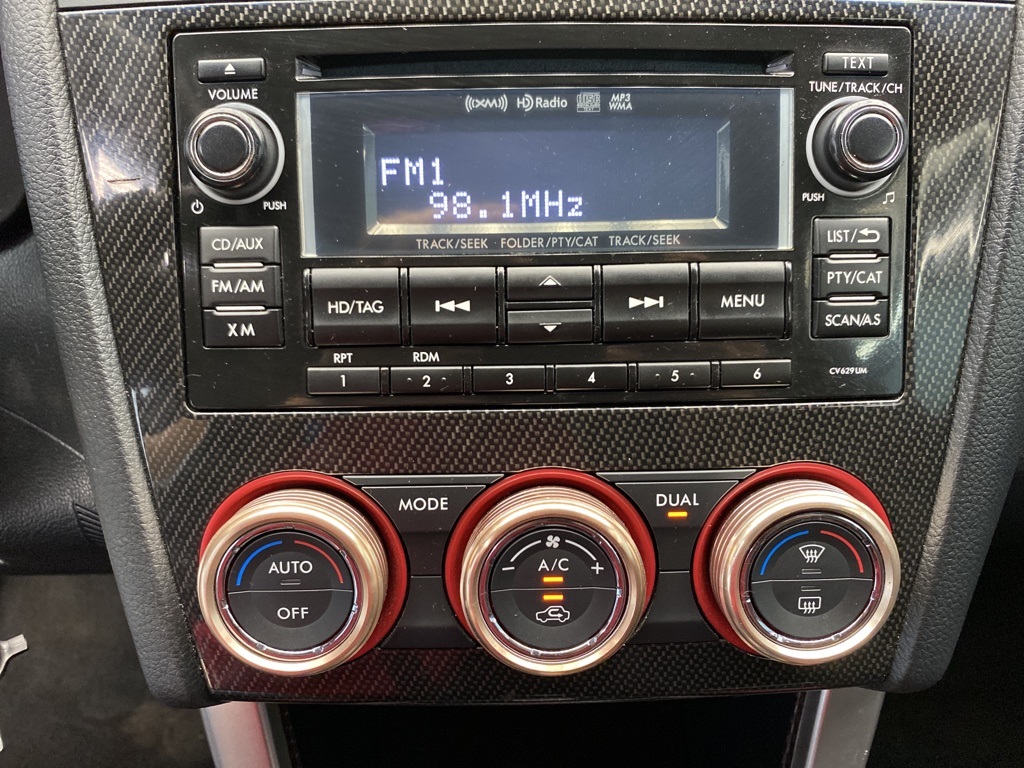 TEXT
VOLUME
((XM)) HD Radio MP3 WMA
TUNE/TRACK/CH
FM1
98.1MHz
PUSH
PUSH
CD/AUX
TRACK/SEEK FOLDER/PTY/CAT TRACK/SEEK
LIST/
FM/AM
HD/TAG
MENU
PTY/CAT
XM
SCAN/A.S
RPT
RDM
1
2
3
4
5
6
CV629UM
MODE
DUAL
AUTO
OFF
A/C
- +